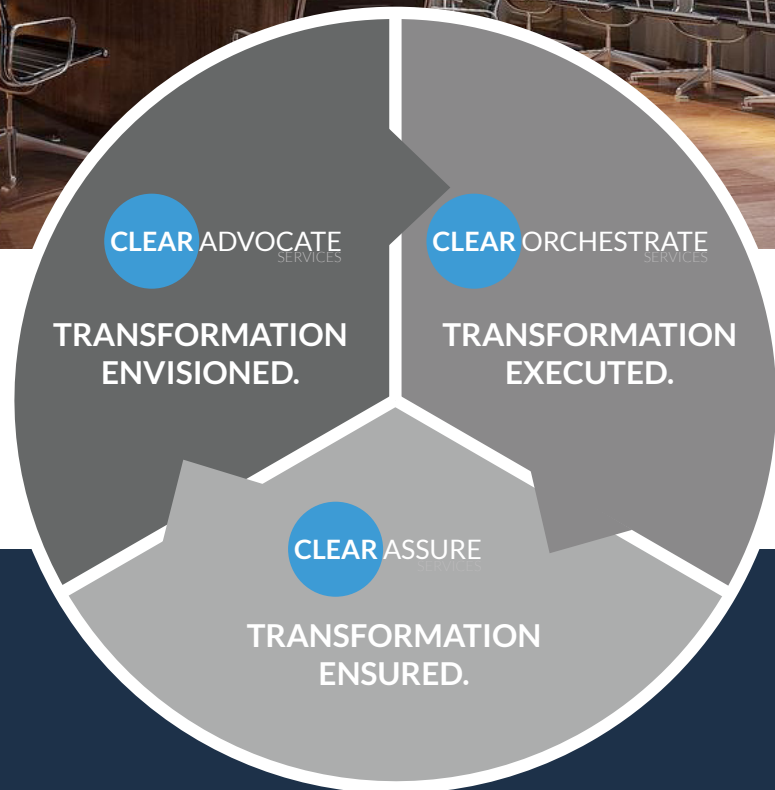 CLEAR ADVOCATE
SERVICES
TRANSFORMATION
ENVISIONED.
CLEAR ORCHESTRATE
SERVICES
TRANSFORMATION
EXECUTED.
CLEAR ASSURE
SERVICES
TRANSFORMATION
ENSURED.